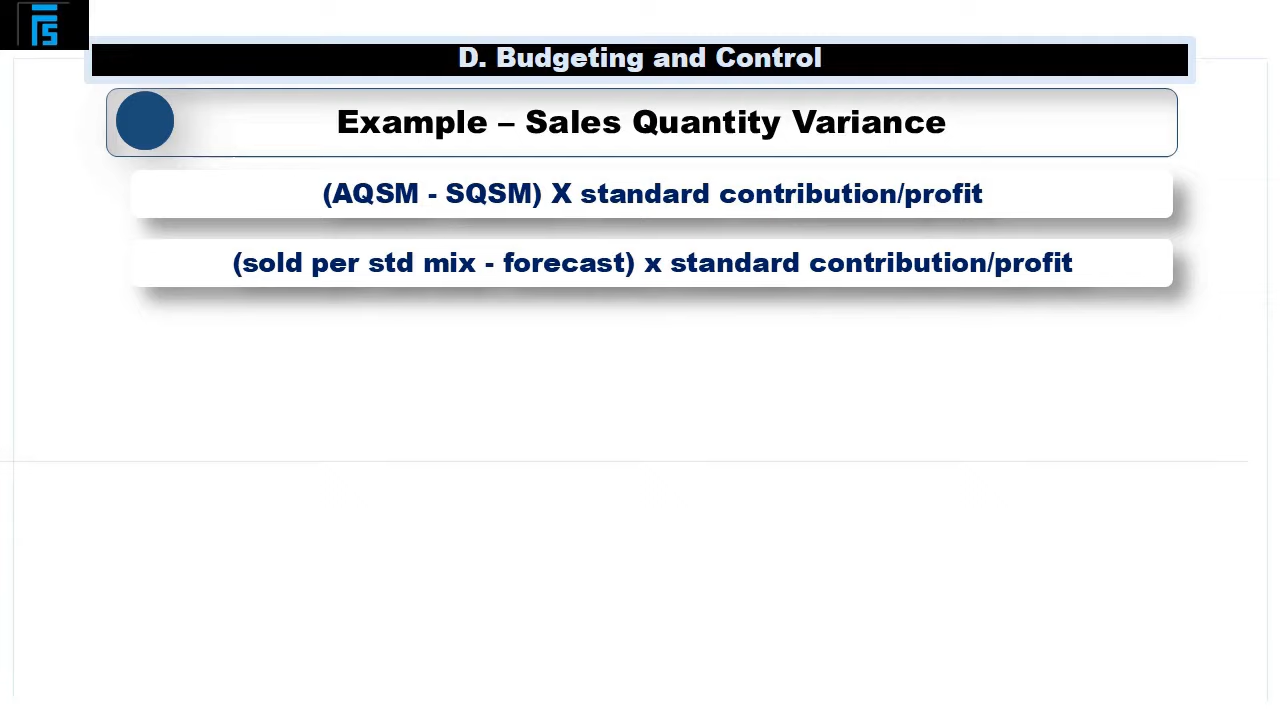 FTS
D. Budgeting and Control
Example – Sales Quantity Variance
(AQSM - SQSM) X standard contribution/profit
(sold per std mix - forecast) x standard contribution/profit